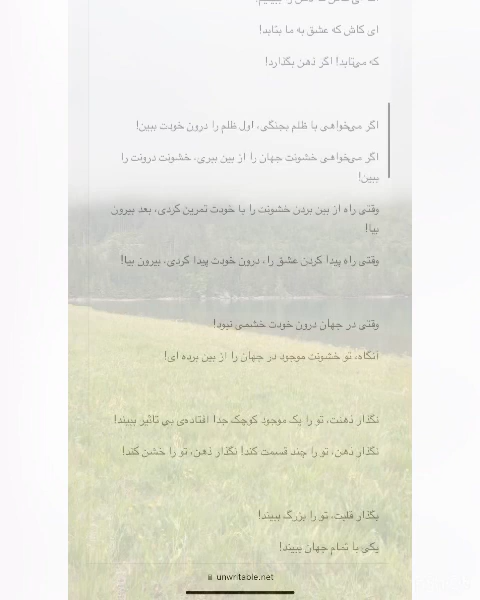 ای کاش که عشق به ما بتابد!
که می‌تابد! اگر ذهن بگذارد!
اگر می‌خواهی با ظلم بجنگی، اول ظلم را درون خودت ببین!
اگر می‌خواهی خشونت جهان را از بین ببری، خشونت درونت را
ببین!
وقتی راه از بین بردن خشونت را با خودت تمرین کردی، بعد بیرون
بیا!
وقتی راه پیدا کردن عشق را ، درون خودت پیدا کردی، بیرون بیا!
وقتی در جهان درون خودت خشمی نبود!
آنگاه، تو خشونت موجود در جهان را از بین برده ای!
نگذار ذهنت، تو را یک موجود کوچک جدا افتاده‌ی بی تاثیر ببیند!
نگذار ذهن، تو را چند قسمت کند! نگذار ذهن، تو را خشن کند!
بگذار قلبت، تو را بزرگ ببیند!
یکی با تمام جهان ببیند!
unwritable.net